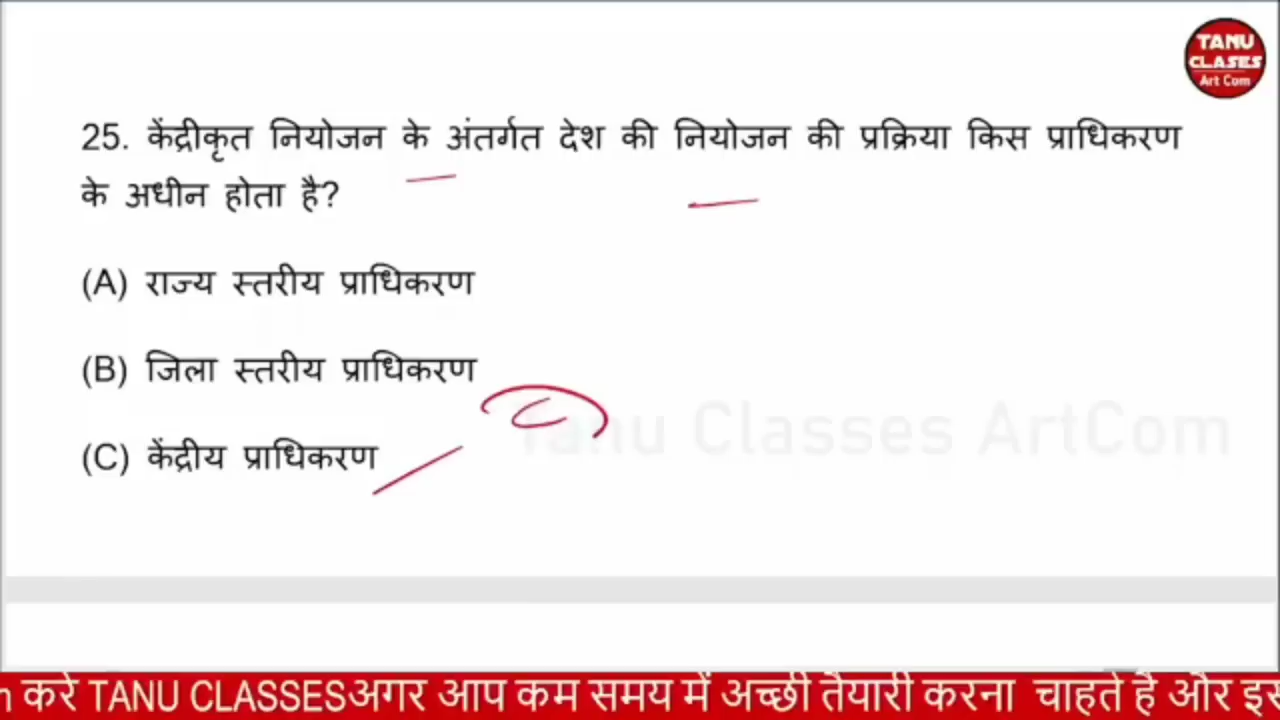 TANU
CLASES
Art Com
25. केंद्रीकृत नियोजन के अंतर्गत देश की नियोजन की प्रक्रिया किस प्राधिकरण
के अधीन होता है?
(A) राज्य स्तरीय प्राधिकरण
(B) जिला स्तरीय प्राधिकरण
Tanu Classes ArtCom
(C) केंद्रीय प्राधिकरण
करे TANU CLASSESअगर आप कम समय में अच्छी तैयारी करना चाहते है और इस